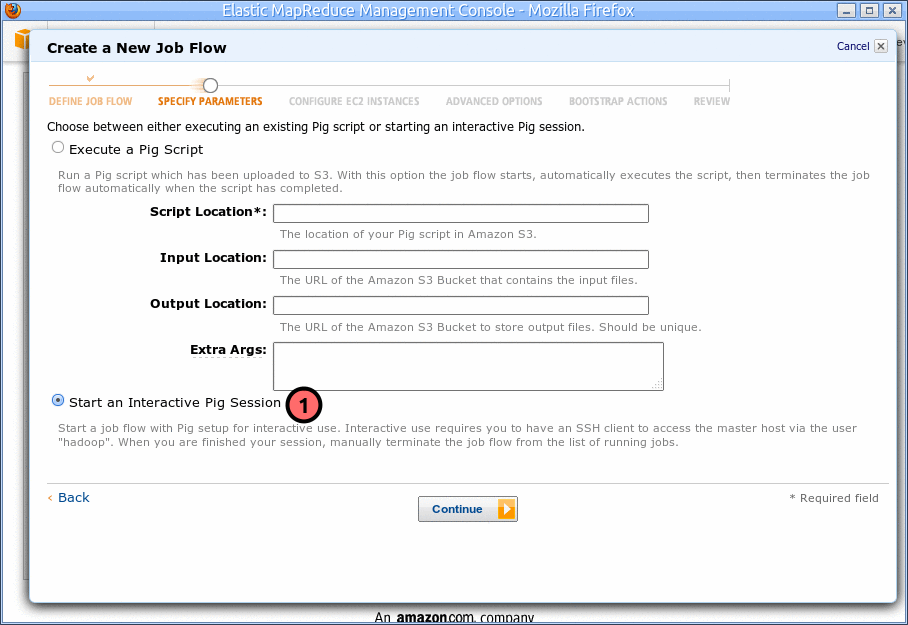 Elastic MapReduce Management Console - Mozilla Firefox
Create a New Job Flow
Cancel
DEFINE JOB FLOW SPECIFY PARAMETERS CONFIGURE EC2 INSTANCES ADVANCED OPTIONS BOOTSTRAP ACTIONS REVIEW
Choose between either executing an existing Pig script or starting an interactive Pig session.
Execute a Pig Script
Run a Pig script which has been uploaded to S3. With this option the job flow starts, automatically executes the script, then terminates the job
flow automatically when the script has completed.
Script Location*:
The location of your Pig script in Amazon S3.
Input Location:
The URL of the Amazon S3 Bucket that contains the input files.
Output Location:
The URL of the Amazon S3 Bucket to store output files. Should be unique.
Extra Args:
Start an Interactive Pig Session 1
Start a job flow with Pig setup for interactive use. Interactive use requires you to have an SSH client to access the master host via the user
"hadoop". When you are finished your session, manually terminate the job flow from the list of running jobs.
‹ Back
* Required field
Continue
An amazon.com. company